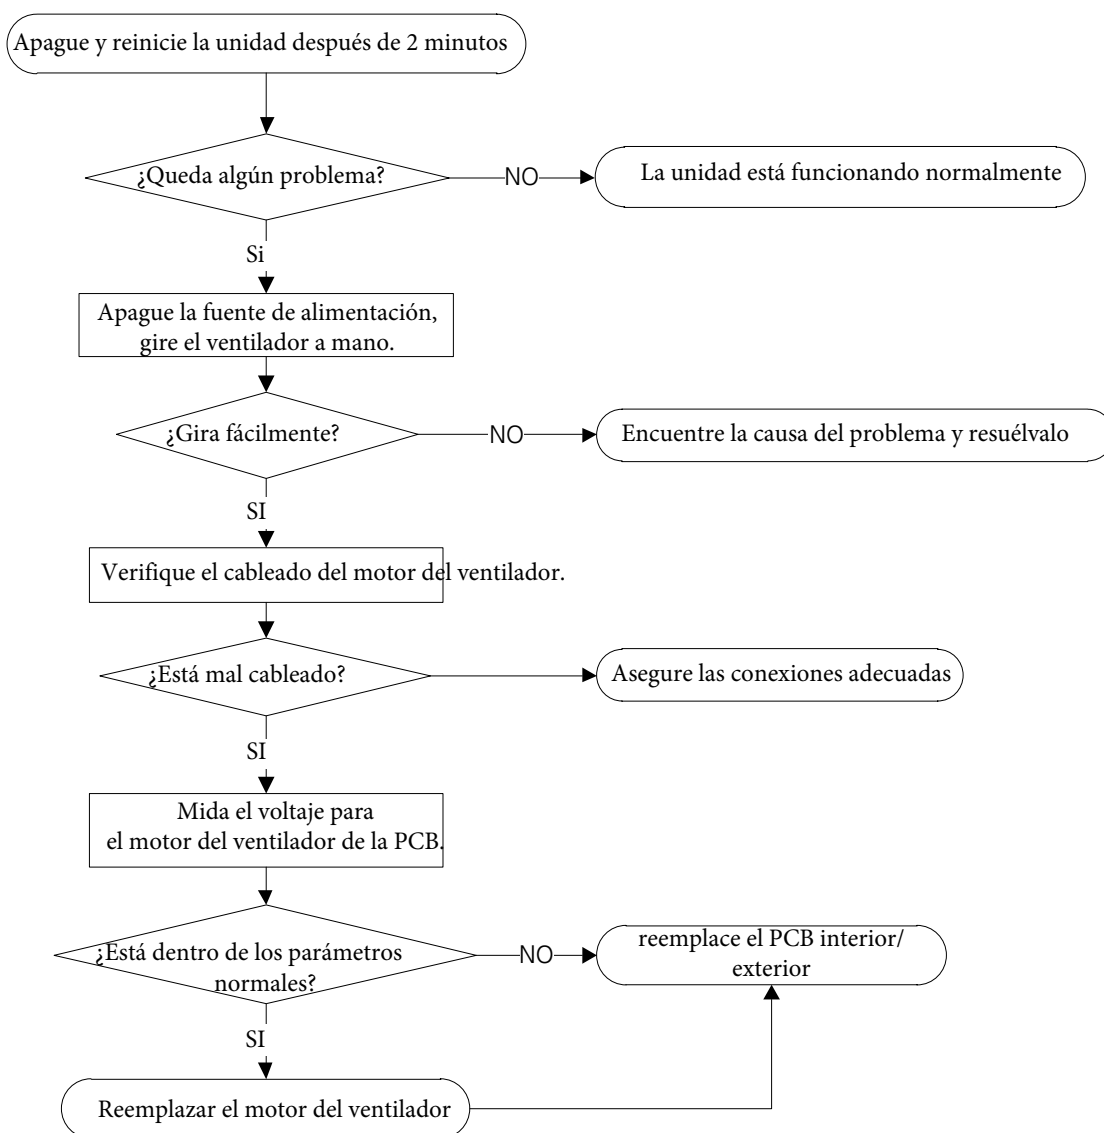 Apague y reinicie la unidad después de 2 minutos
¿Queda algún problema?
NO
La unidad está funcionando normalmente
Si
Apague la fuente de alimentación,
gire el ventilador a mano.
¿Gira fácilmente?
NO
Encuentre la causa del problema y resuélvalo
SI
Verifique el cableado del motor del ventilador.
¿Está mal cableado?
Asegure las conexiones adecuadas
SI
Mida el voltaje para
el motor del ventilador de la PCB.
¿Está dentro de los parámetros
normales?
NO
reemplace el PCB interior/
exterior
SI
Reemplazar el motor del ventilador